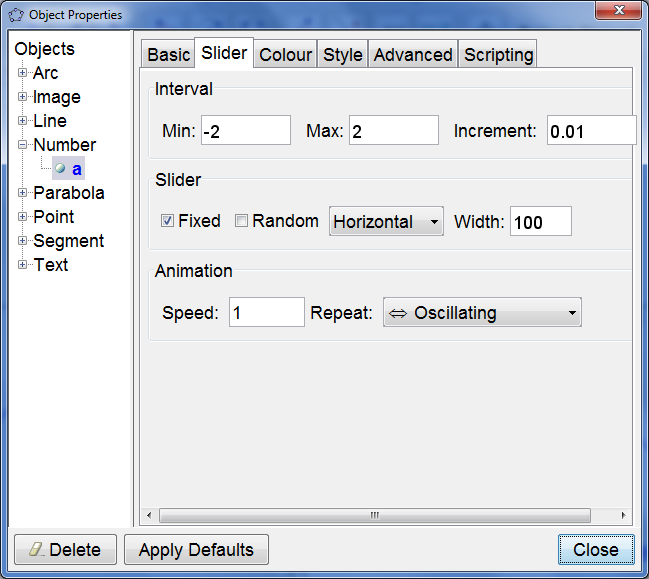 Object Properties
Objects
Arc
Image
Line
Number
a
Parabola
Point
Segment
Text
Basic Slider Colour Style Advanced Scripting
Interval
Min: -2 Max: 2 Increment: 0.01
Slider
Fixed Random Horizontal Width: 100
Animation
Speed: 1 Repeat: ⇔ Oscillating
Delete Apply Defaults Close